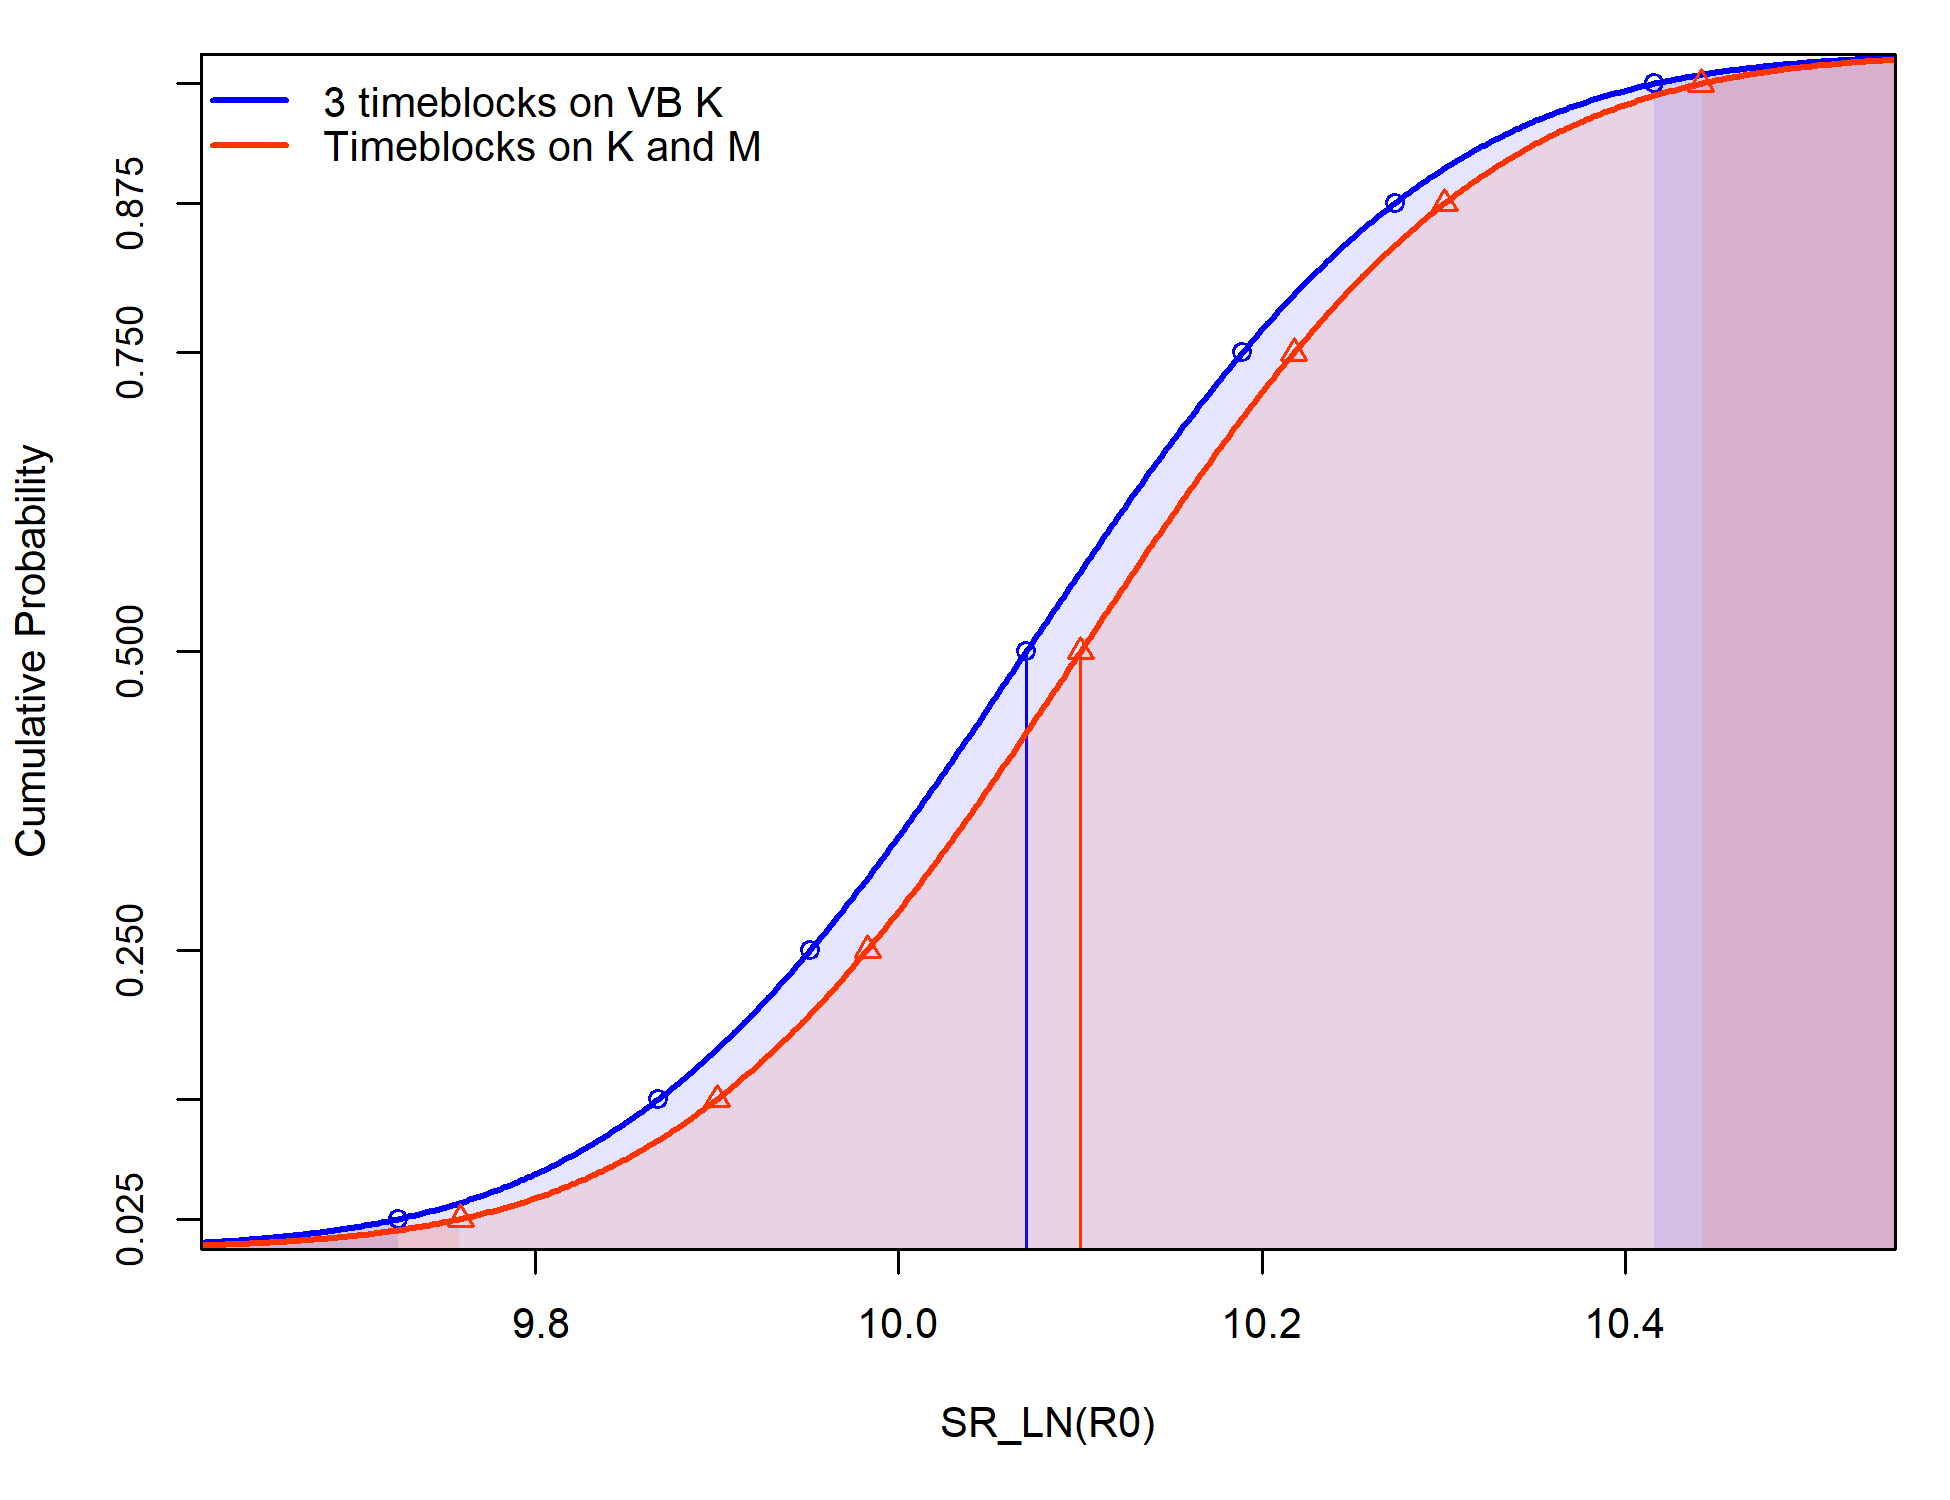 3 timeblocks on VB K
Timeblocks on K and M
Cumulative Probability
0.875
0.750
0.500
0.250
0.025
9.8
10.0
10.2
10.4
SR_LN(R0)